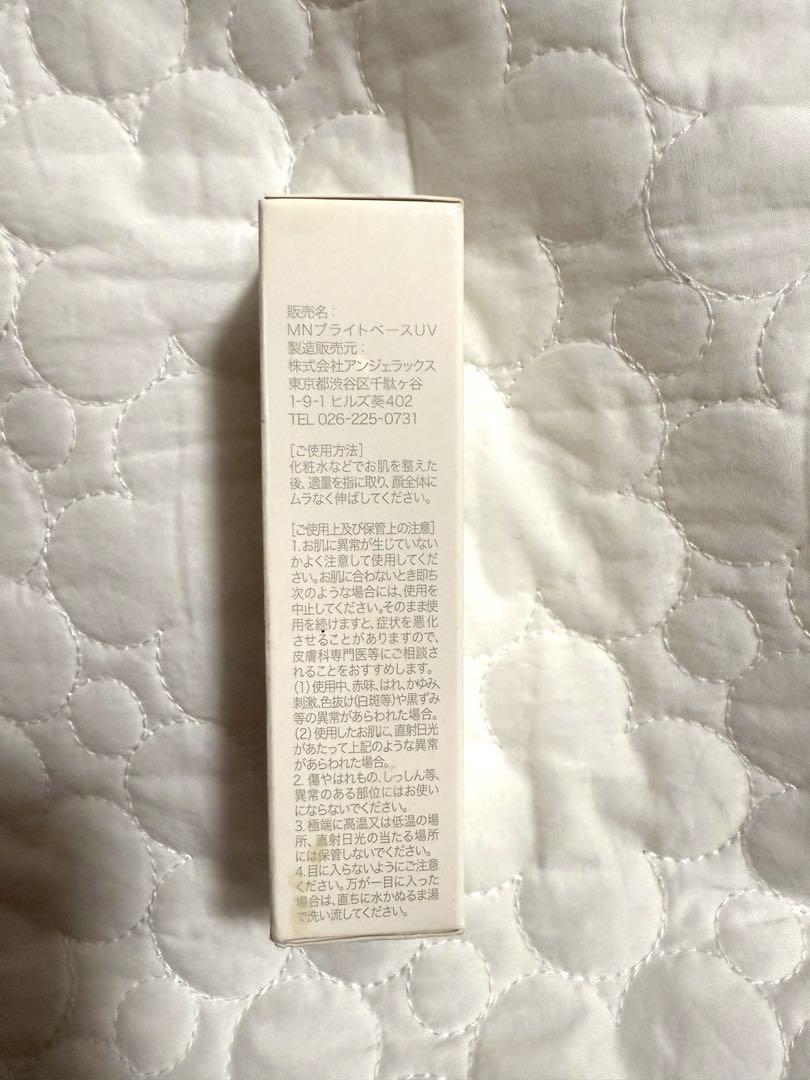 販売名：
MNブライトベースUV
製造販売元：
株式会社アンジェラックス
東京都渋谷区千駄ヶ谷
1-9-1 ヒルズ葵402
TEL 026-225-0731
[ご使用方法]
化粧水などでお肌を整えた
後、適量を指に取り、顔全体に
ムラなく伸ばしてください。
[ご使用上及び保管上の注意]
1.お肌に異常が生じていない
かよく注意して使用してくだ
さい。お肌に合わないとき即ち
次のような場合には、使用を
中止してください。そのまま使
用を続けますと、症状を悪化
させることがありますので、
皮膚科専門医等にご相談さ
れることをおすすめします。
(1)使用中、赤味、はれ、かゆみ、
刺激、色抜け(白斑等)や黒ずみ
等の異常があらわれた場合。
(2)使用したお肌に、直射日光
があたって上記のような異常
があらわれた場合。
2. 傷やはれもの、しっしん等、
異常のある部位にはお使い
にならないでください。
3.極端に高温又は低温の場
所、直射日光の当たる場所
には保管しないでください。
4.目に入らないようにご注意
ください。万が一目に入った
場合は、直ちに水かぬるま湯
で洗い流してください。